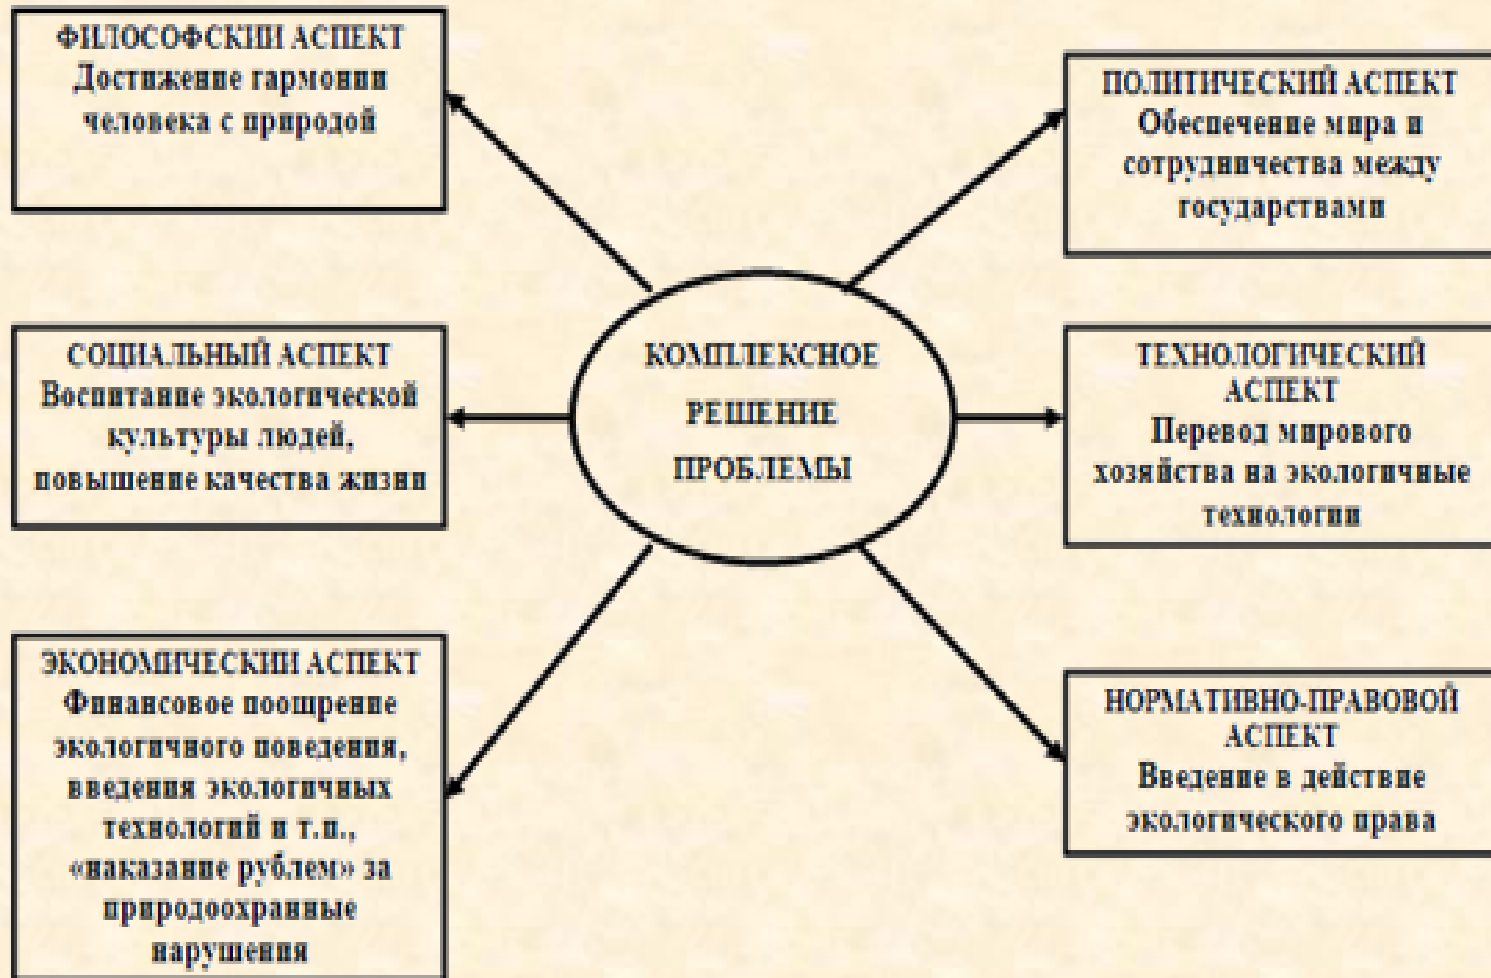 ФИЛОСОФСКИЙ АСПЕКТ
Достижение гармонии
человека с природой
СОЦИАЛЬНЫЙ АСПЕКТ
Воспитание экологической
культуры людей,
повышение качества жизни
ЭКОНОМИЧЕСКИЙ АСПЕКТ
Финансовое поощрение
экологичного поведения,
введения экологичных
технологий и т.п.,
«наказание рублем» за
природоохранные
нарушения
КОМПЛЕКСНОЕ
РЕШЕНИЕ
ПРОБЛЕМЫ
ПОЛИТИЧЕСКИЙ АСПЕКТ
Обеспечение мира и
сотрудничества между
государствами
ТЕХНОЛОГИЧЕСКИЙ
АСПЕКТ
Перевод мирового
хозяйства на экологичные
технологии
НОРМАТИВНО-ПРАВОВОЙ
АСПЕКТ
Введение в действие
экологического права